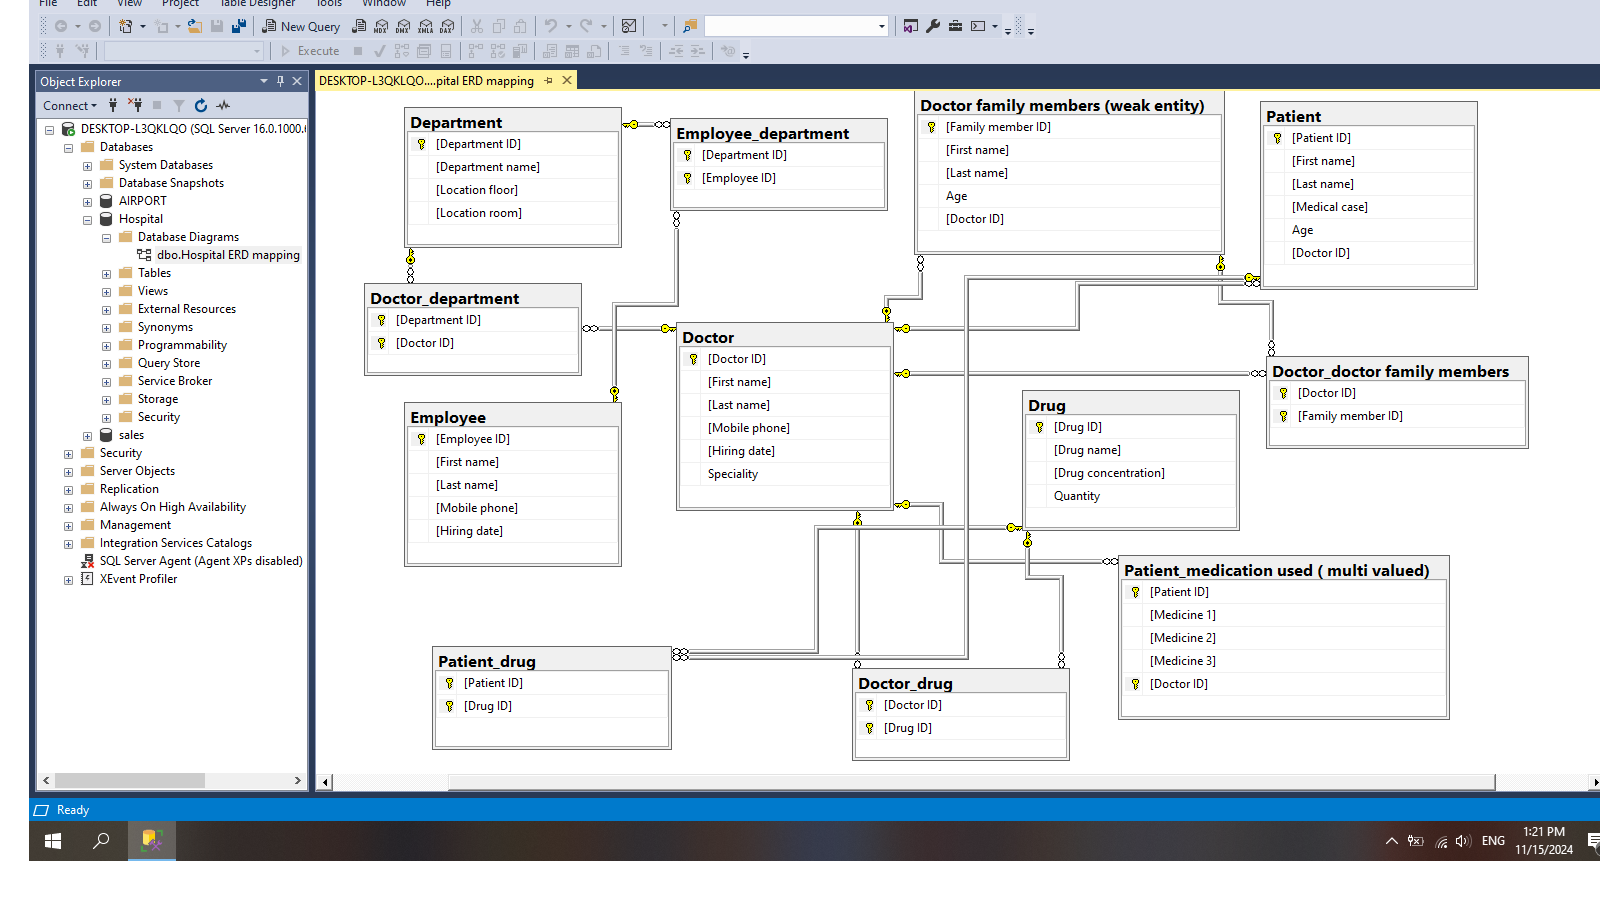 File Edit View Project Table Designer Tools Window Help
New Query MDX DMX XMLA DAX
Execute
Object Explorer
DESKTOP-L3QKLQO....pital ERD mapping
Connect
DESKTOP-L3QKLQO (SQL Server 16.0.1000.6
Databases
System Databases
Database Snapshots
AIRPORT
Hospital
Database Diagrams
dbo.Hospital ERD mapping
Tables
Views
External Resources
Synonyms
Programmability
Query Store
Service Broker
Storage
Security
sales
Security
Server Objects
Replication
Always On High Availability
Management
Integration Services Catalogs
SQL Server Agent (Agent XPs disabled)
XEvent Profiler
Department
[Department ID]
[Department name]
[Location floor]
[Location room]
Employee_department
[Department ID]
[Employee ID]
Doctor family members (weak entity)
[Family member ID]
[First name]
[Last name]
Age
[Doctor ID]
Patient
[Patient ID]
[First name]
[Last name]
[Medical case]
Age
[Doctor ID]
Doctor_department
[Department ID]
[Doctor ID]
Doctor
[Doctor ID]
[First name]
[Last name]
[Mobile phone]
[Hiring date]
Speciality
Doctor_doctor family members
[Doctor ID]
[Family member ID]
Employee
[Employee ID]
[First name]
[Last name]
[Mobile phone]
[Hiring date]
Drug
[Drug ID]
[Drug name]
[Drug concentration]
Quantity
Patient_medication used ( multi valued)
[Patient ID]
[Medicine 1]
[Medicine 2]
[Medicine 3]
[Doctor ID]
Patient_drug
[Patient ID]
[Drug ID]
Doctor_drug
[Doctor ID]
[Drug ID]
Ready
ENG
1:21 PM
11/15/2024